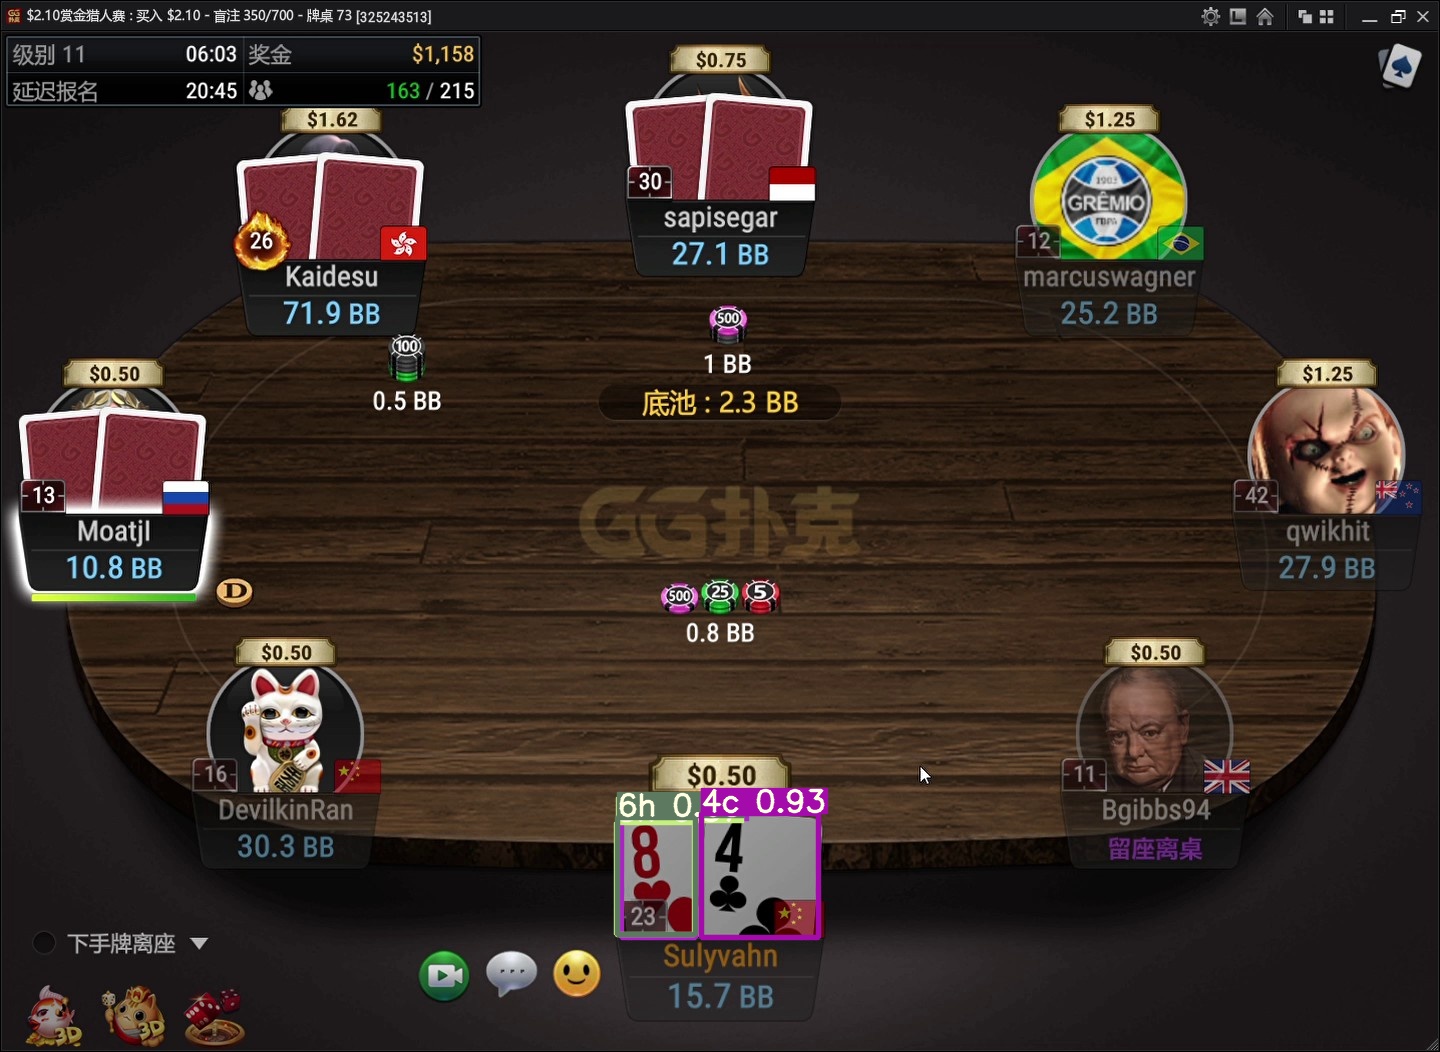 $2.10赏金猎人赛 : 买入 $2.10 - 盲注 350/700 - 牌桌 73 [325243513]
级别 11 06:03 奖金 $1,158
延迟报名 20:45 163 / 215
$0.75
$1.62
$1.25
30
sapisegar
27.1 BB
26
Kaidesu
71.9 BB
1903
GRÊMIO
FBPA
12
marcuswagner
25.2 BB
500
1 BB
100
0.5 BB
底池 : 2.3 BB
$0.50
13
Moatjl
10.8 BB
$1.25
42
qwikhit
27.9 BB
GG扑克
D
500 25 5
0.8 BB
$0.50
16
DevilkinRan
30.3 BB
$0.50
11
Bgibbs94
留座离桌
$0.50
6h 0. 4c 0.93
8 4
23
Sulyvahn
15.7 BB
下手牌离座
3D 3D